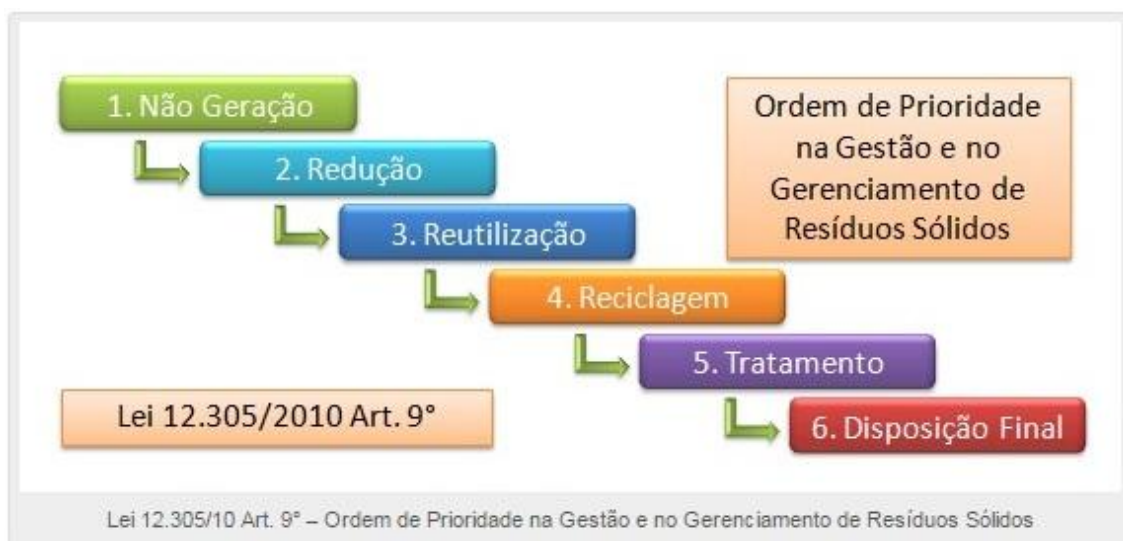 1. Não Geração
2. Redução
3. Reutilização
4. Reciclagem
5. Tratamento
6. Disposição Final
Ordem de Prioridade
na Gestão e no
Gerenciamento de
Resíduos Sólidos
Lei 12.305/2010 Art. 9°
Lei 12.305/10 Art. 9° – Ordem de Prioridade na Gestão e no Gerenciamento de Resíduos Sólidos